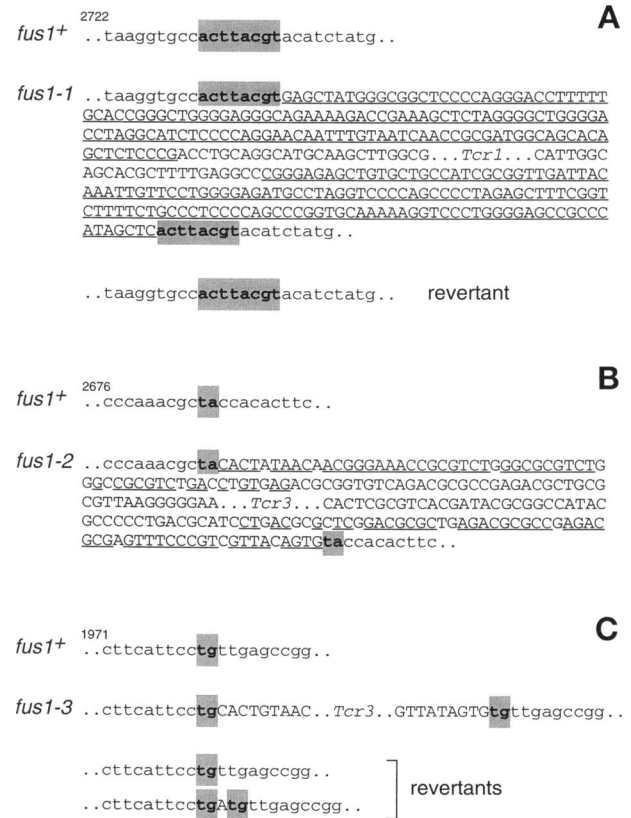 A
2722
fus1+ ..taaggtgccacttacgtacatctatg..
fus1-1 ..taaggtgccacttacgtGAGCTATGGGCGGCTCCCCAGGGACCTTTTT
GCACCGGGCTGGGGAGGGCAGAAAAGACCGAAAGCTCTAGGGGCTGGGGA
CCTAGGCATCTCCCCAGGAACAATTTGTAATCAACCGCGATGGCAGCACA
GCTCTCCCGACCTGCAGGCATGCAAGCTTGGCG...Tcr1...CATTGGC
AGCACGCTTTTGAGGCCCGGGAGAGCTGTGCTGCCATCGCGGTTGATTAC
AAATTGTTCCTGGGGAGATGCCTAGGTCCCCAGCCCCTAGAGCTTTCGGT
CTTTTCTGCCCTCCCCAGCCCGGTGCAAAAAGGTCCCTGGGGAGCCGCCC
ATAGCTCacttacgtacatctatg..
..taaggtgccacttacgtacatctatg.. revertant
B
2676
fus1+ ..cccaaacgctaccacacttc..
fus1-2 ..cccaaacgctaCACTATAACAACGGGAAACCGCGTCTGGGCGCGTCTG
GGCCGCGTCTGACCTGTGAGACGCGGTGTCAGACGCGCCGAGACGCTGCG
CGTTAAGGGGGAA...Tcr3...CACTCGCGTCACGATACGCGGCCATAC
GCCCCCTGACGCATCCTGACGCGCTCGGACGCGCTGAGACGCGCCGAGAC
GCGAGTTTCCCGTCGTTACAGTGtaccacacttc..
C
1971
fus1+ ..cttcattcctgttgagccgg..
fus1-3 ..cttcattcctgCACTGTAAC..Tcr3..GTTATAGTGtgttgagccgg..
..cttcattcctgttgagccgg..
revertants
..cttcattcctgAtgttgagccgg..